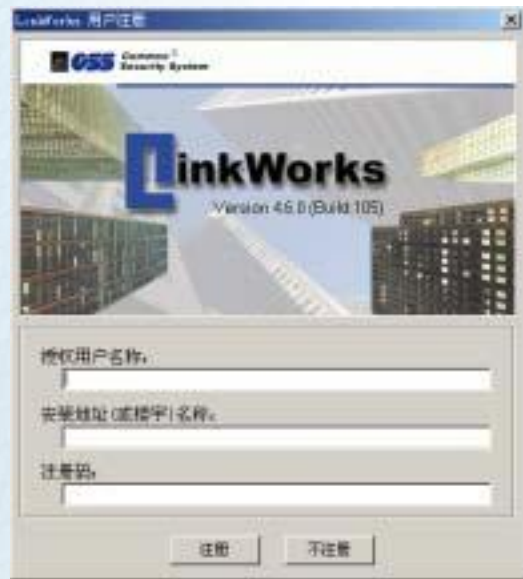 LinkWorks 用户注册
GSS Common
Security System
LinkWorks
Version 4.6.0 (Build 105)
授权用户名称:
安装地址(或楼宇)名称:
注册码:
注册
不注册